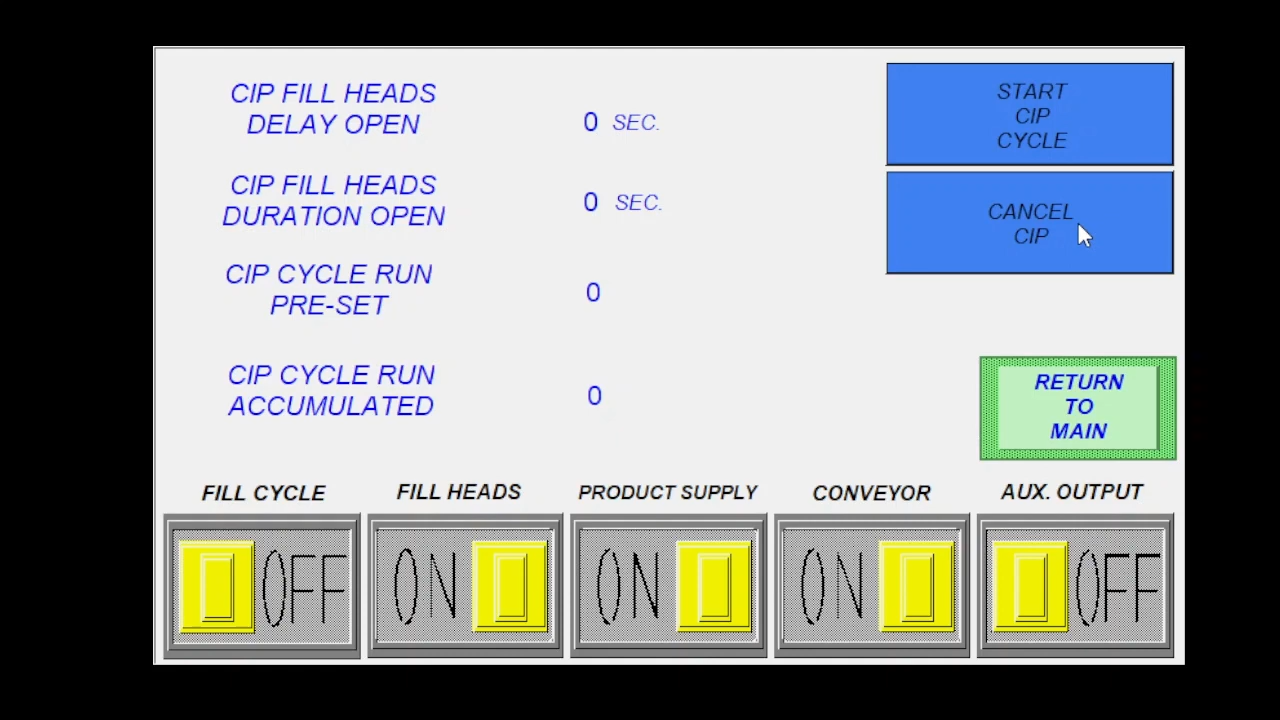 CIP FILL HEADS
DELAY OPEN
0 SEC.
START
CIP
CYCLE
CIP FILL HEADS
DURATION OPEN
0 SEC.
CANCEL
CIP
CIP CYCLE RUN
PRE-SET
0
CIP CYCLE RUN
ACCUMULATED
0
RETURN
TO
MAIN
FILL CYCLE
FILL HEADS
PRODUCT SUPPLY
CONVEYOR
AUX. OUTPUT
OFF
ON
ON
ON
OFF